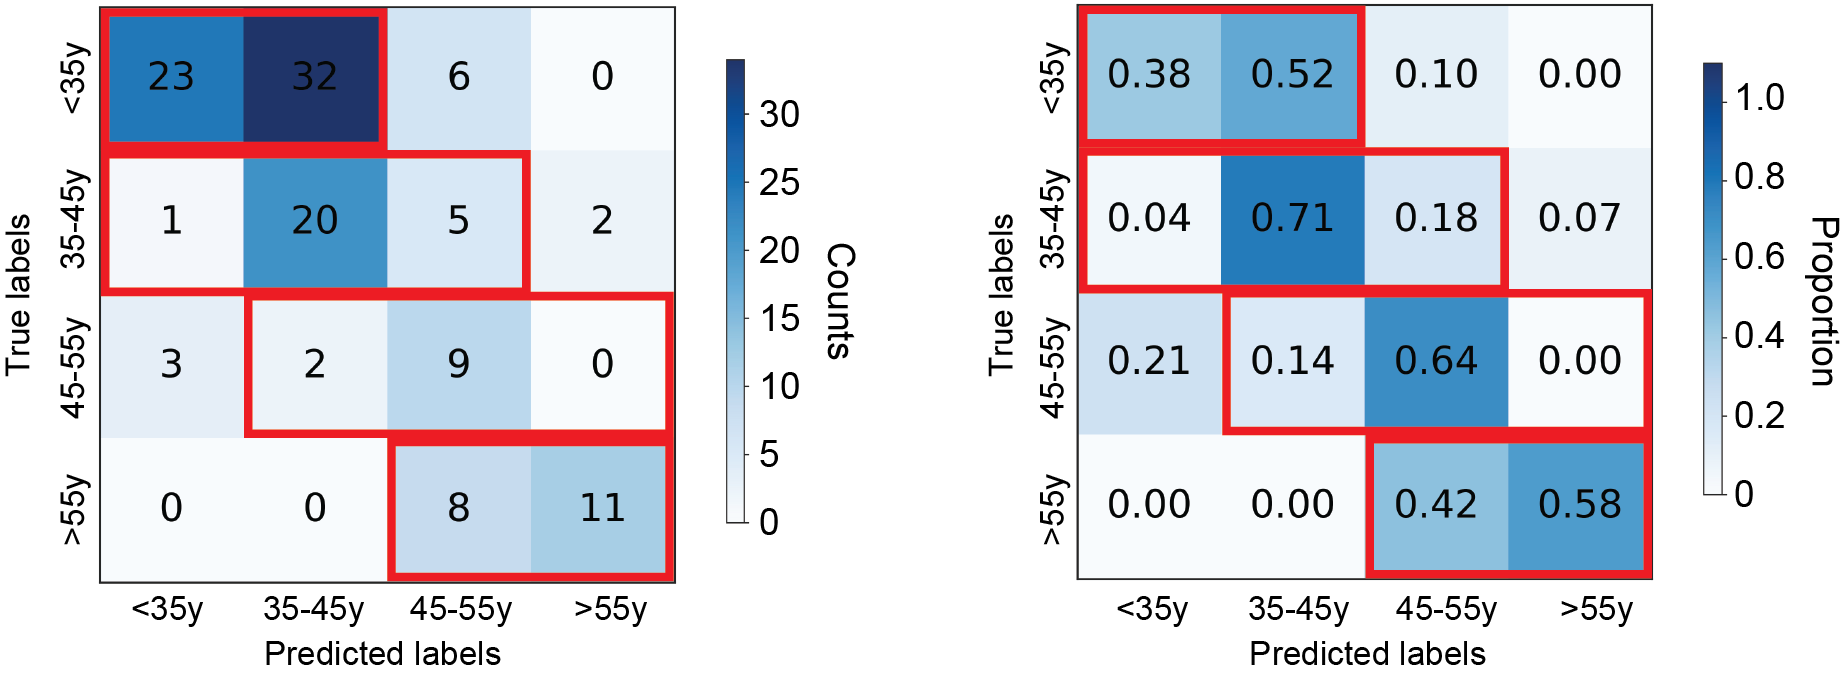 True labels
<35y
35-45y
45-55y
>55y
23 32 6 0
1 20 5 2
3 2 9 0
0 0 8 11
<35y 35-45y 45-55y >55y
Predicted labels
30
25
20
15
10
5
0
Counts
True labels
<35y
35-45y
45-55y
>55y
0.38 0.52 0.10 0.00
0.04 0.71 0.18 0.07
0.21 0.14 0.64 0.00
0.00 0.00 0.42 0.58
<35y 35-45y 45-55y >55y
Predicted labels
1.0
0.8
0.6
0.4
0.2
0
Proportion